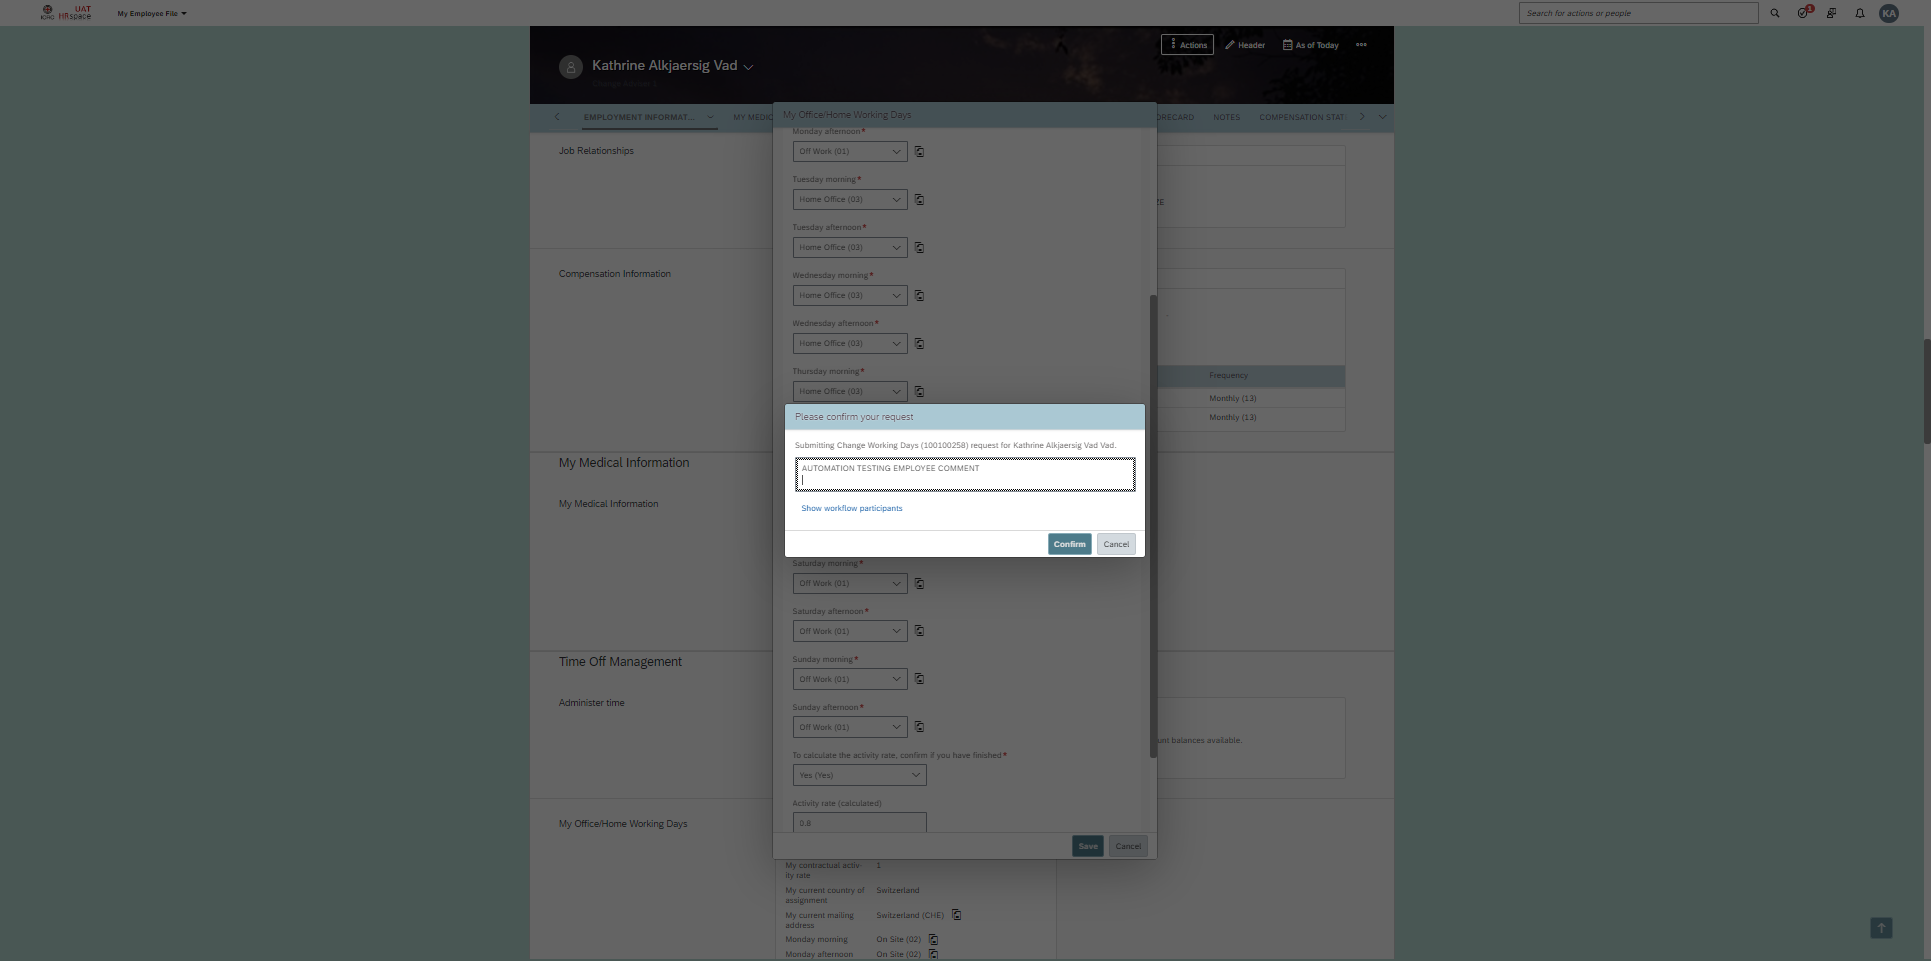 UAT
ICRC HRspace
My Employee File
Search for actions or people
1
KA
Actions
Header
As of Today
Kathrine Alkjaersig Vad
EMPLOYMENT INFORMAT...
MY MEDIC
My Office/Home Working Days
ORECARD
NOTES
COMPENSATION STAT
Job Relationships
Monday afternoon*
Off Work (01)
Tuesday morning*
Home Office (03)
ZE
Tuesday afternoon*
Home Office (03)
Compensation Information
Wednesday morning*
Home Office (03)
Wednesday afternoon*
Home Office (03)
Thursday morning*
Home Office (03)
Frequency
Monthly (13)
Monthly (13)
Please confirm your request
Submitting Change Working Days (100100258) request for Kathrine Alkjaersig Vad Vad.
AUTOMATION TESTING EMPLOYEE COMMENT
Show workflow participants
Confirm
Cancel
My Medical Information
My Medical Information
Saturday morning*
Off Work (01)
Saturday afternoon*
Off Work (01)
Time Off Management
Sunday morning*
Off Work (01)
Administer time
Sunday afternoon*
Off Work (01)
unt balances available.
To calculate the activity rate, confirm if you have finished*
Yes (Yes)
Activity rate (calculated)
0.8
My Office/Home Working Days
Save
Cancel
My contractual activ-
ity rate
1
My current country of
assignment
Switzerland
My current mailing
address
Switzerland (CHE)
Monday morning
On Site (02)
Monday afternoon
On Site (02)